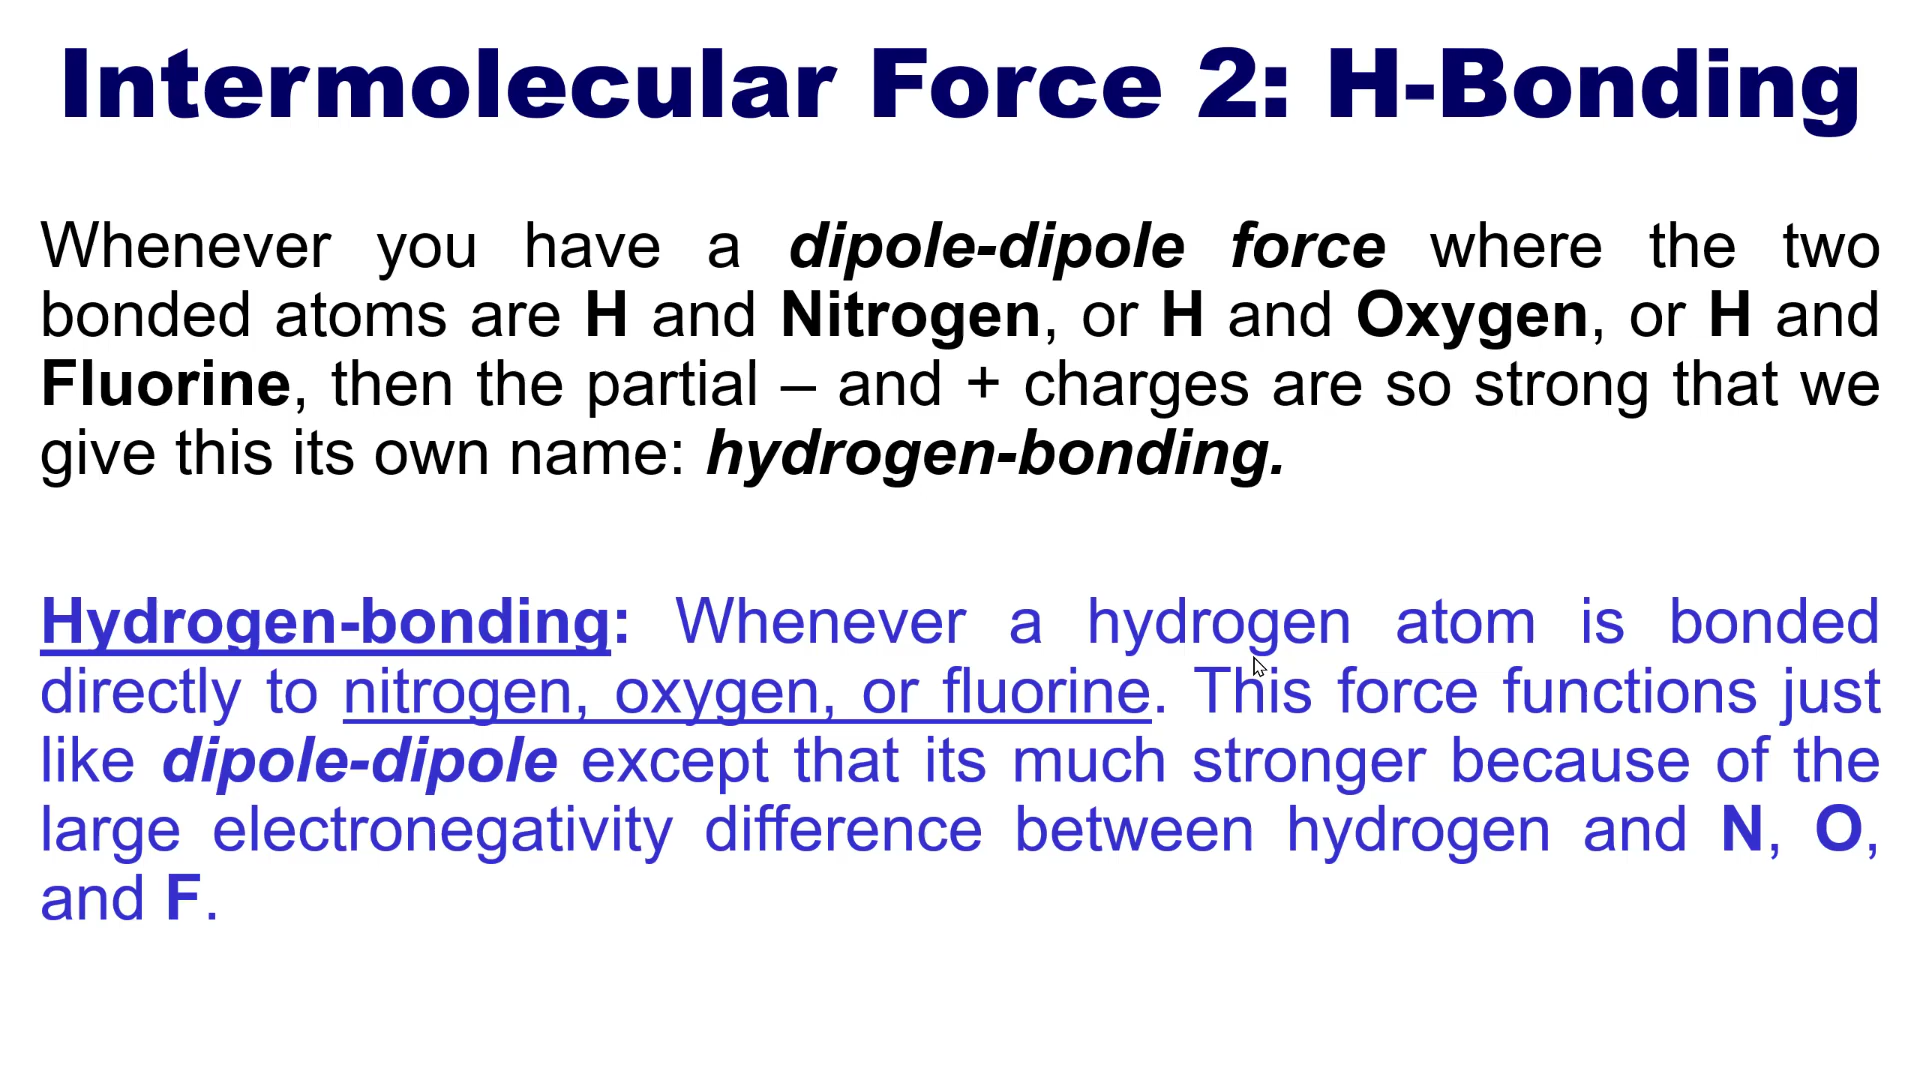 Intermolecular Force 2: H-Bonding
Whenever you have a dipole-dipole force where the two
bonded atoms are H and Nitrogen, or H and Oxygen, or H and
Fluorine, then the partial – and + charges are so strong that we
give this its own name: hydrogen-bonding.
Hydrogen-bonding: Whenever a hydrogen atom is bonded
directly to nitrogen, oxygen, or fluorine. This force functions just
like dipole-dipole except that its much stronger because of the
large electronegativity difference between hydrogen and N, O,
and F.